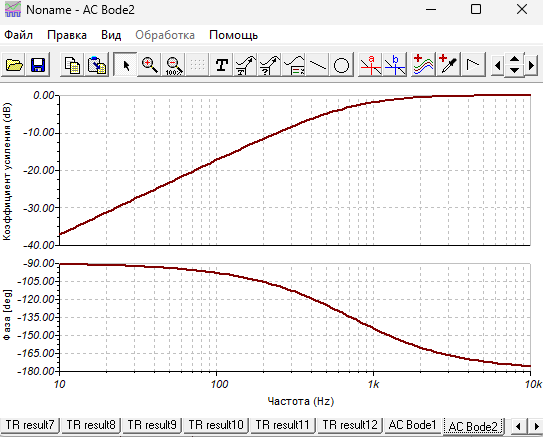 Noname - AC Bode2
Файл Правка Вид Обработка Помощь
100% T ? a b
Коэффициент усиления (dB)
0.00
-10.00
-20.00
-30.00
-40.00
Фаза [deg]
-90.00
-105.00
-120.00
-135.00
-150.00
-165.00
-180.00
10 100 1k 10k
Частота (Hz)
TR result7 TR result8 TR result9 TR result10 TR result11 TR result12 AC Bode1 AC Bode2